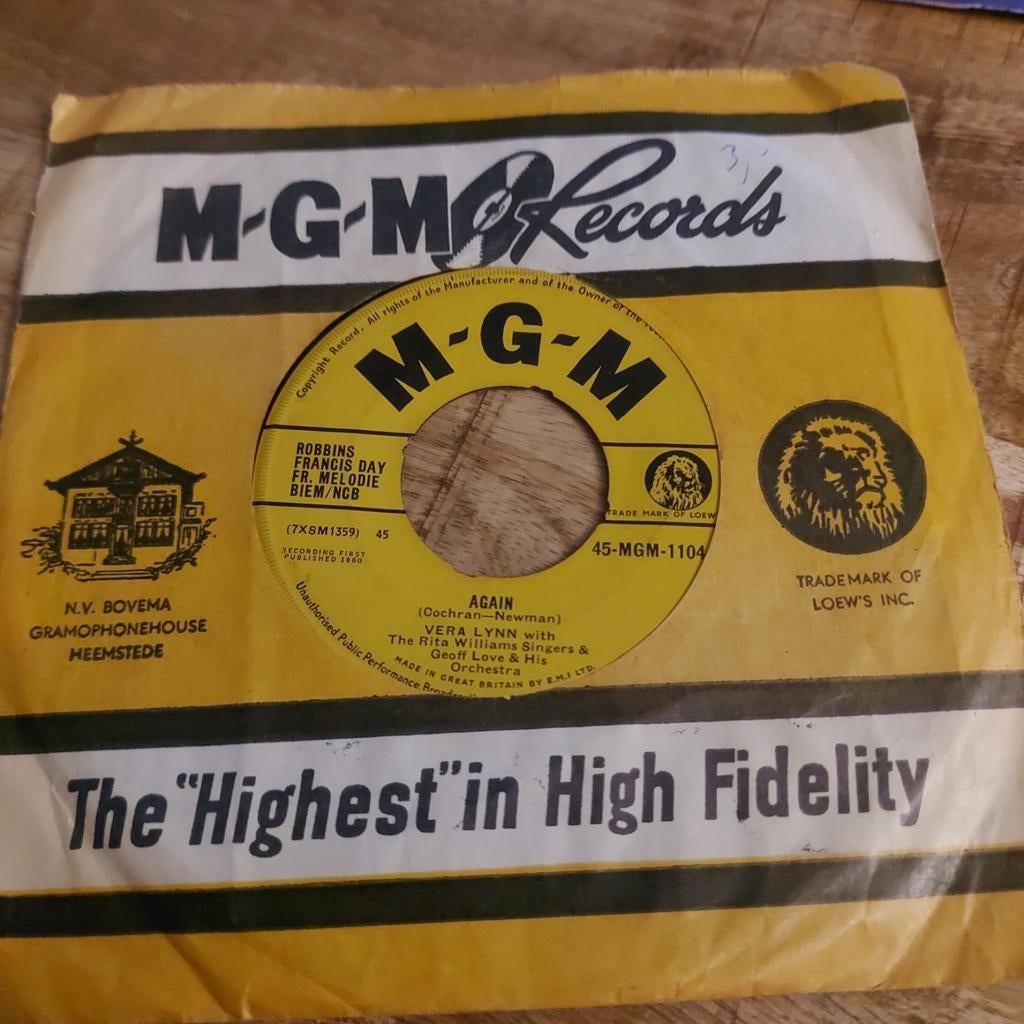 M-G-M Records
3,-
Copyright Record. All rights of the Manufacturer and of the Owner of the
M-G-M
ROBBINS
FRANCIS DAY
FR. MELODIE
BIEM/NCB
TRADE MARK OF LOEW
(7XSM1359) 45
45-MGM-1104
RECORDING FIRST
PUBLISHED 1960
AGAIN
(Cochran—Newman)
VERA LYNN with
The Rita Williams Singers &
Geoff Love & His
Orchestra
MADE IN GREAT BRITAIN BY E.M.I LTD.
Unauthorised Public Performance
N.V. BOVEMA
GRAMOPHONEHOUSE
HEEMSTEDE
TRADEMARK OF
LOEW'S INC.
The "Highest" in High Fidelity